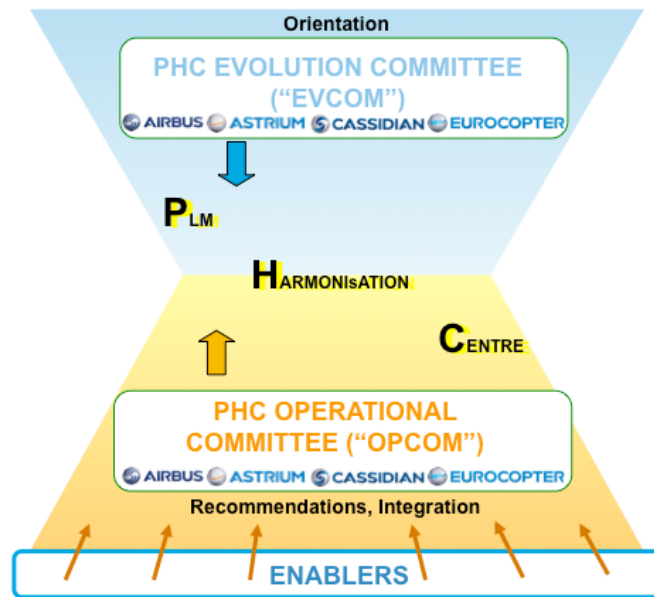 Orientation
PHC EVOLUTION COMMITTEE
(“EVCOM”)
AIRBUS ASTRIUM CASSIDIAN EUROCOPTER
PLM
HARMONIsATION
CENTRE
PHC OPERATIONAL
COMMITTEE (“OPCOM”)
AIRBUS ASTRIUM CASSIDIAN EUROCOPTER
Recommendations, Integration
ENABLERS